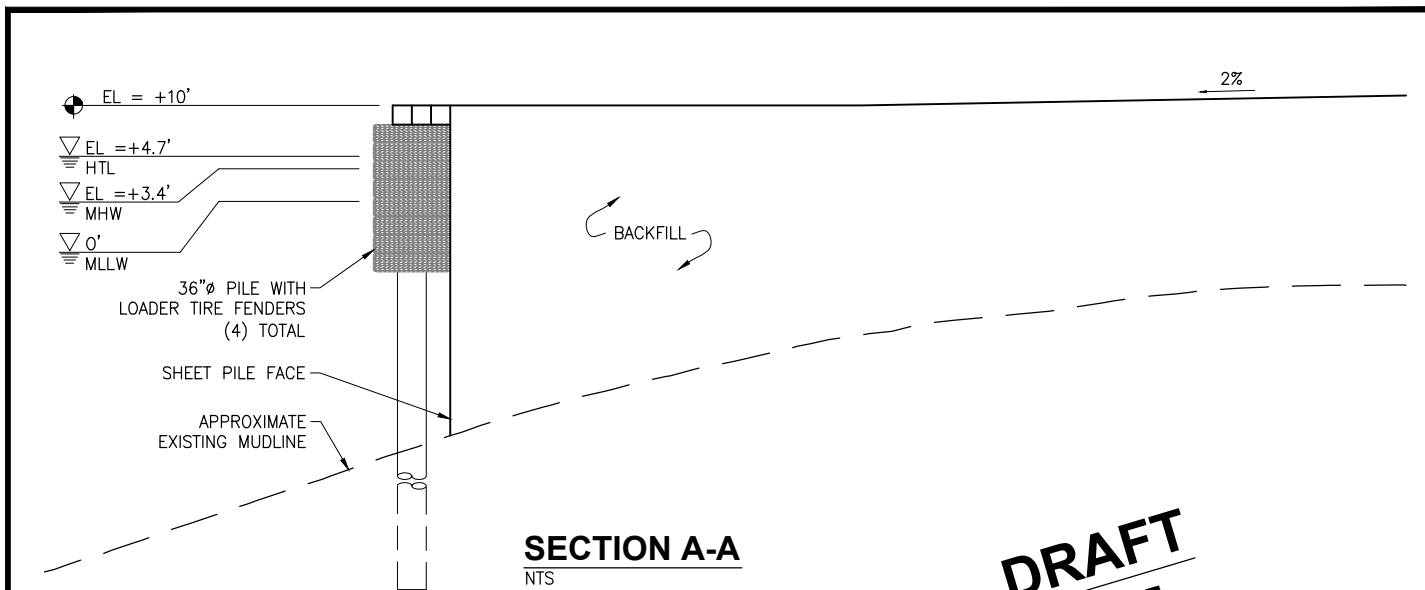 2%
EL = +10'
EL =+4.7'
HTL
EL =+3.4'
MHW
0'
MLLW
BACKFILL
36"ø PILE WITH
LOADER TIRE FENDERS
(4) TOTAL
SHEET PILE FACE
APPROXIMATE
EXISTING MUDLINE
SECTION A-A
NTS
DRAFT